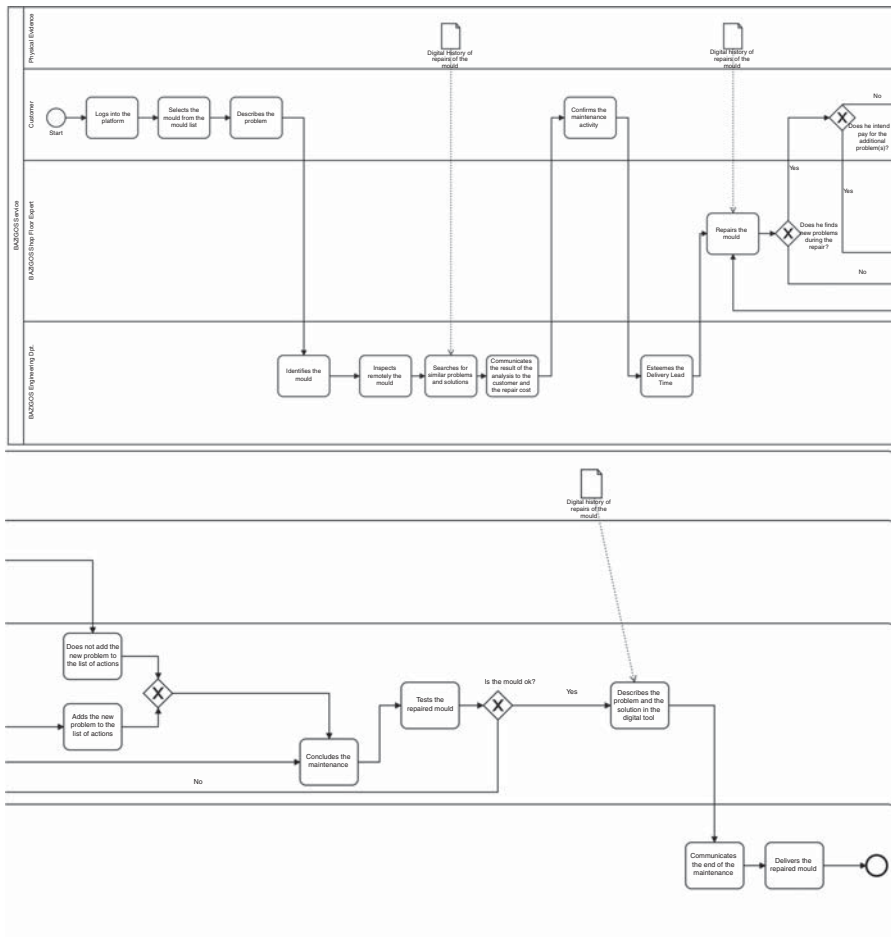 BAZIGOS Service
Physical Evidence
Digital History of
repairs of the
mould
Digital history of
repairs of the
mould
Customer
Start
Logs into the
platform
Selects the
mould from the
mould list
Describes the
problem
Confirms the
maintenance
activity
No
Does he intend
pay for the
additional
problem(s)?
Yes
Yes
BAZIGOS Shop Floor Expert
Repairs the
mould
Does he finds
new problems
during the
repair?
No
BAZIGOS Engineering Dpt.
Identifies the
mould
Inspects
remotely the
mould
Searches for
similar problems
and solutions
Communicates
the result of the
analysis to the
customer and
the repair cost
Esteemes the
Delivery Lead
Time
Digital history of
repairs of the
mould
Does not add the
new problem to
the list of actions
Adds the new
problem to the
list of actions
Concludes the
maintenance
Tests the
repaired mould
Is the mould ok?
Yes
No
Describes the
problem and the
solution in the
digital tool
Communicates
the end of the
maintenance
Delivers the
repaired mould